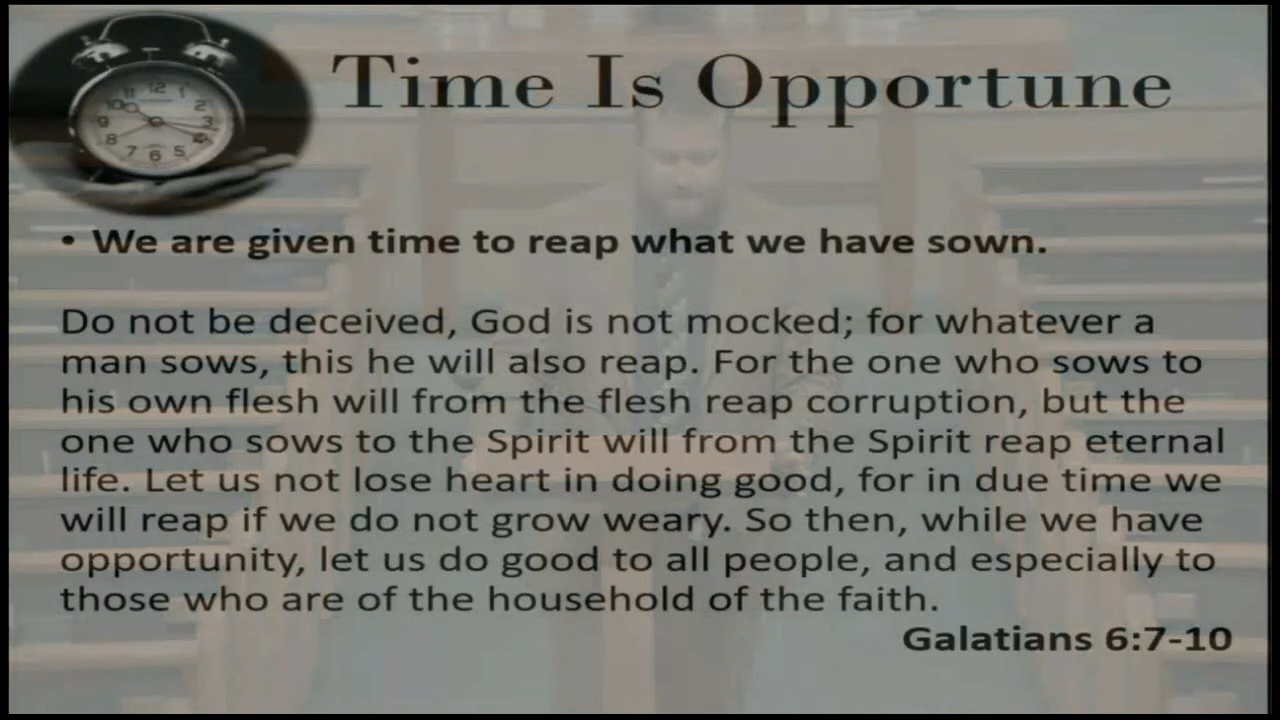 Time Is Opportune
• We are given time to reap what we have sown.
Do not be deceived, God is not mocked; for whatever a
man sows, this he will also reap. For the one who sows to
his own flesh will from the flesh reap corruption, but the
one who sows to the Spirit will from the Spirit reap eternal
life. Let us not lose heart in doing good, for in due time we
will reap if we do not grow weary. So then, while we have
opportunity, let us do good to all people, and especially to
those who are of the household of the faith.
Galatians 6:7-10